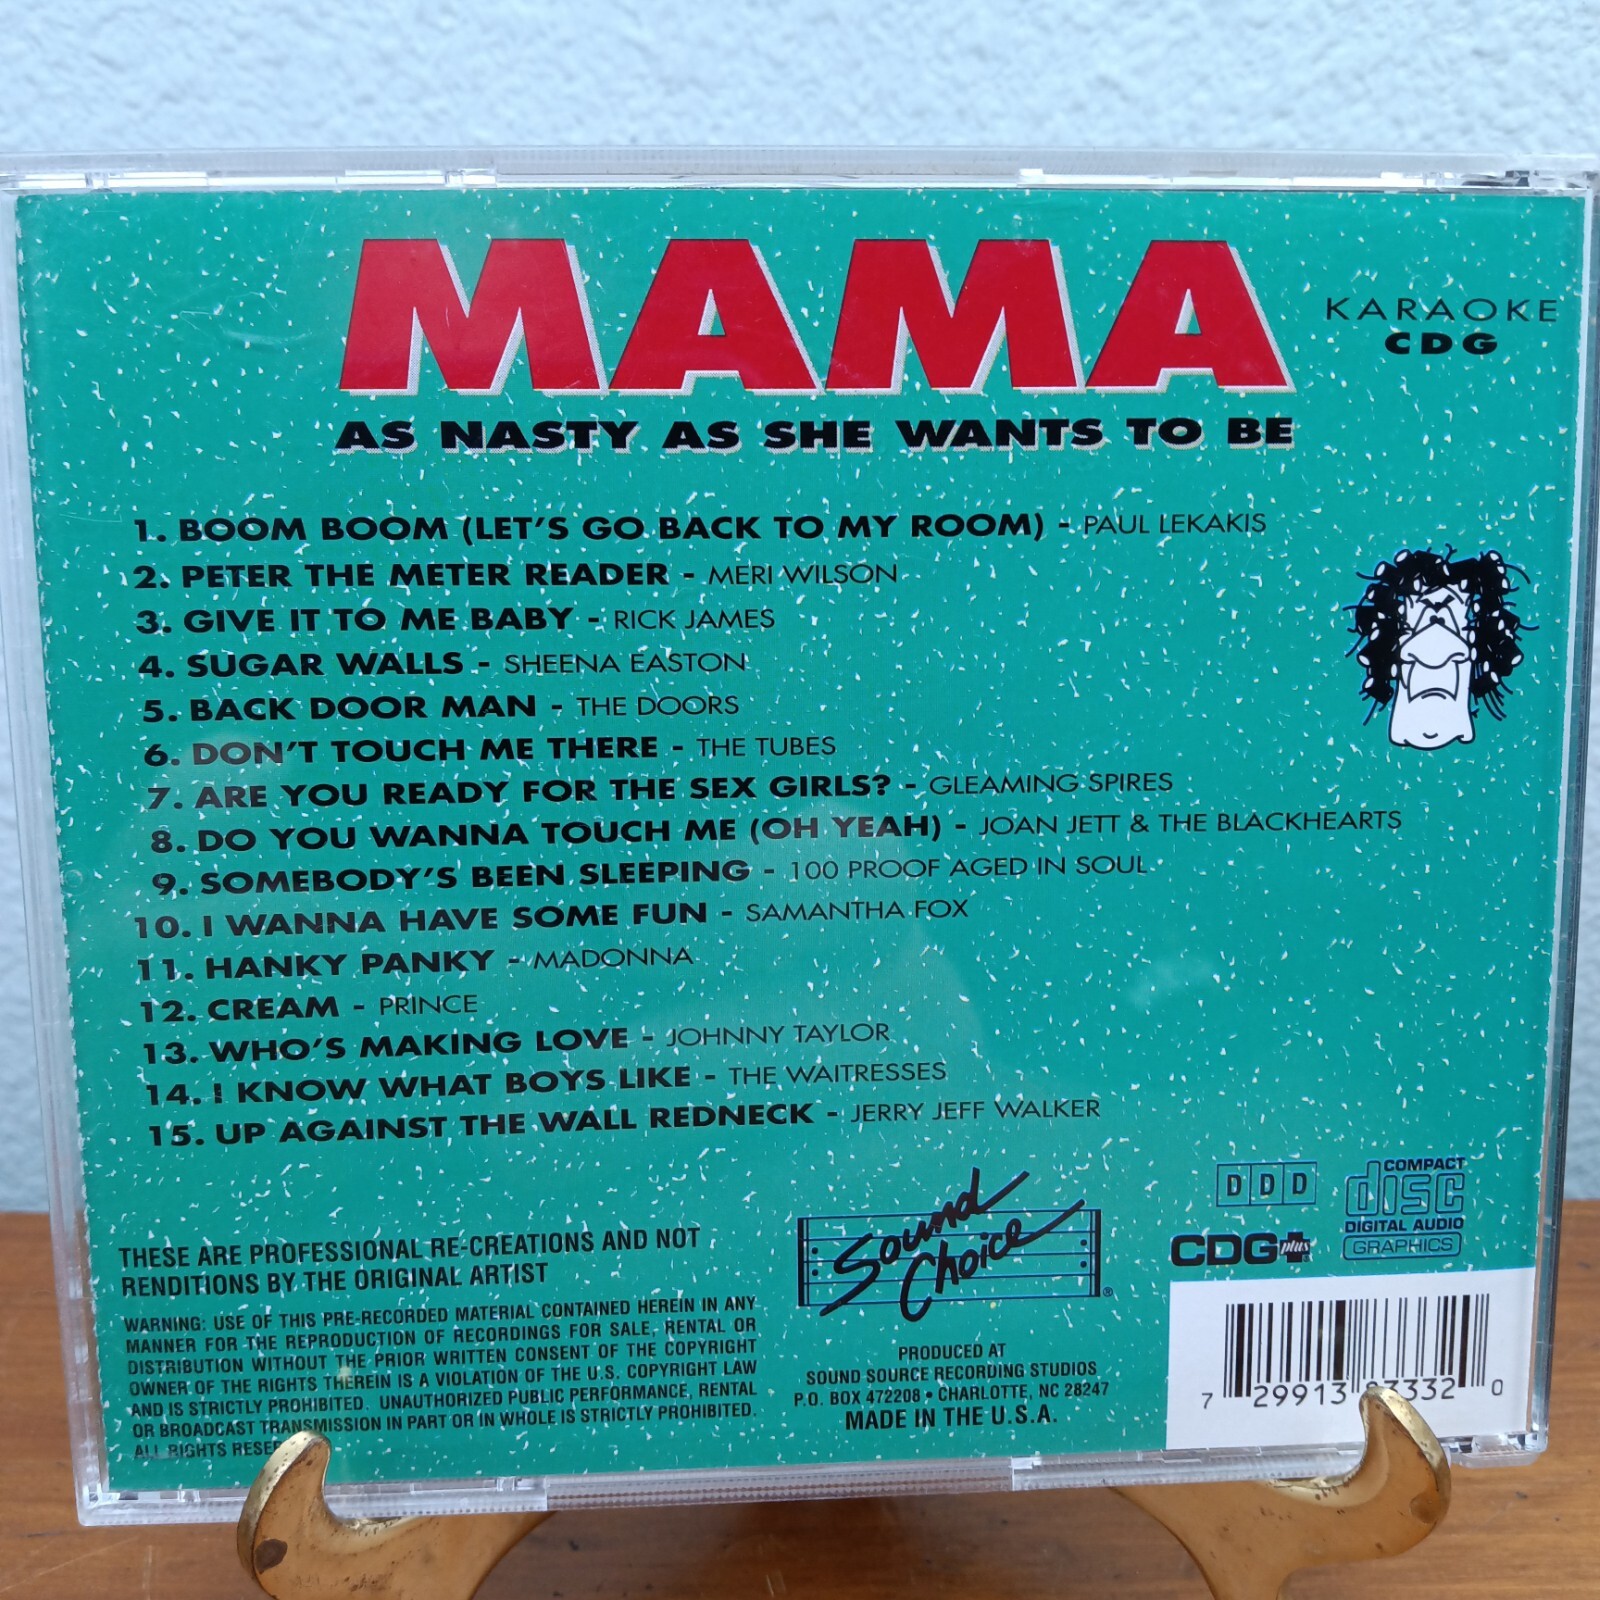 MAMA
KARAOKE
CDG
AS NASTY AS SHE WANTS TO BE
1. BOOM BOOM (LET'S GO BACK TO MY ROOM) - PAUL LEKAKIS
2. PETER THE METER READER - MERI WILSON
3. GIVE IT TO ME BABY - RICK JAMES
4. SUGAR WALLS - SHEENA EASTON
5. BACK DOOR MAN - THE DOORS
6. DON'T TOUCH ME THERE - THE TUBES
7. ARE YOU READY FOR THE SEX GIRLS? - GLEAMING SPIRES
8. DO YOU WANNA TOUCH ME (OH YEAH) - JOAN JETT & THE BLACKHEARTS
9. SOMEBODY'S BEEN SLEEPING - 100 PROOF AGED IN SOUL
10. I WANNA HAVE SOME FUN - SAMANTHA FOX
11. HANKY PANKY - MADONNA
12. CREAM - PRINCE
13. WHO'S MAKING LOVE - JOHNNY TAYLOR
14. I KNOW WHAT BOYS LIKE - THE WAITRESSES
15. UP AGAINST THE WALL REDNECK - JERRY JEFF WALKER
THESE ARE PROFESSIONAL RE-CREATIONS AND NOT
RENDITIONS BY THE ORIGINAL ARTIST
WARNING: USE OF THIS PRE-RECORDED MATERIAL CONTAINED HEREIN IN ANY
MANNER FOR THE REPRODUCTION OF RECORDINGS FOR SALE, RENTAL OR
DISTRIBUTION WITHOUT THE PRIOR WRITTEN CONSENT OF THE COPYRIGHT
OWNER OF THE RIGHTS THEREIN IS A VIOLATION OF THE U.S. COPYRIGHT LAW
AND IS STRICTLY PROHIBITED. UNAUTHORIZED PUBLIC PERFORMANCE, RENTAL
OR BROADCAST TRANSMISSION IN PART OR IN WHOLE IS STRICTLY PROHIBITED.
ALL RIGHTS
Sound
Choice®
PRODUCED AT
SOUND SOURCE RECORDING STUDIOS
P.O. BOX 472208 • CHARLOTTE, NC 28247
MADE IN THE U.S.A.
DDD
COMPACT
disc
DIGITAL AUDIO
GRAPHICS
CDG plus
7 29913 3332 0